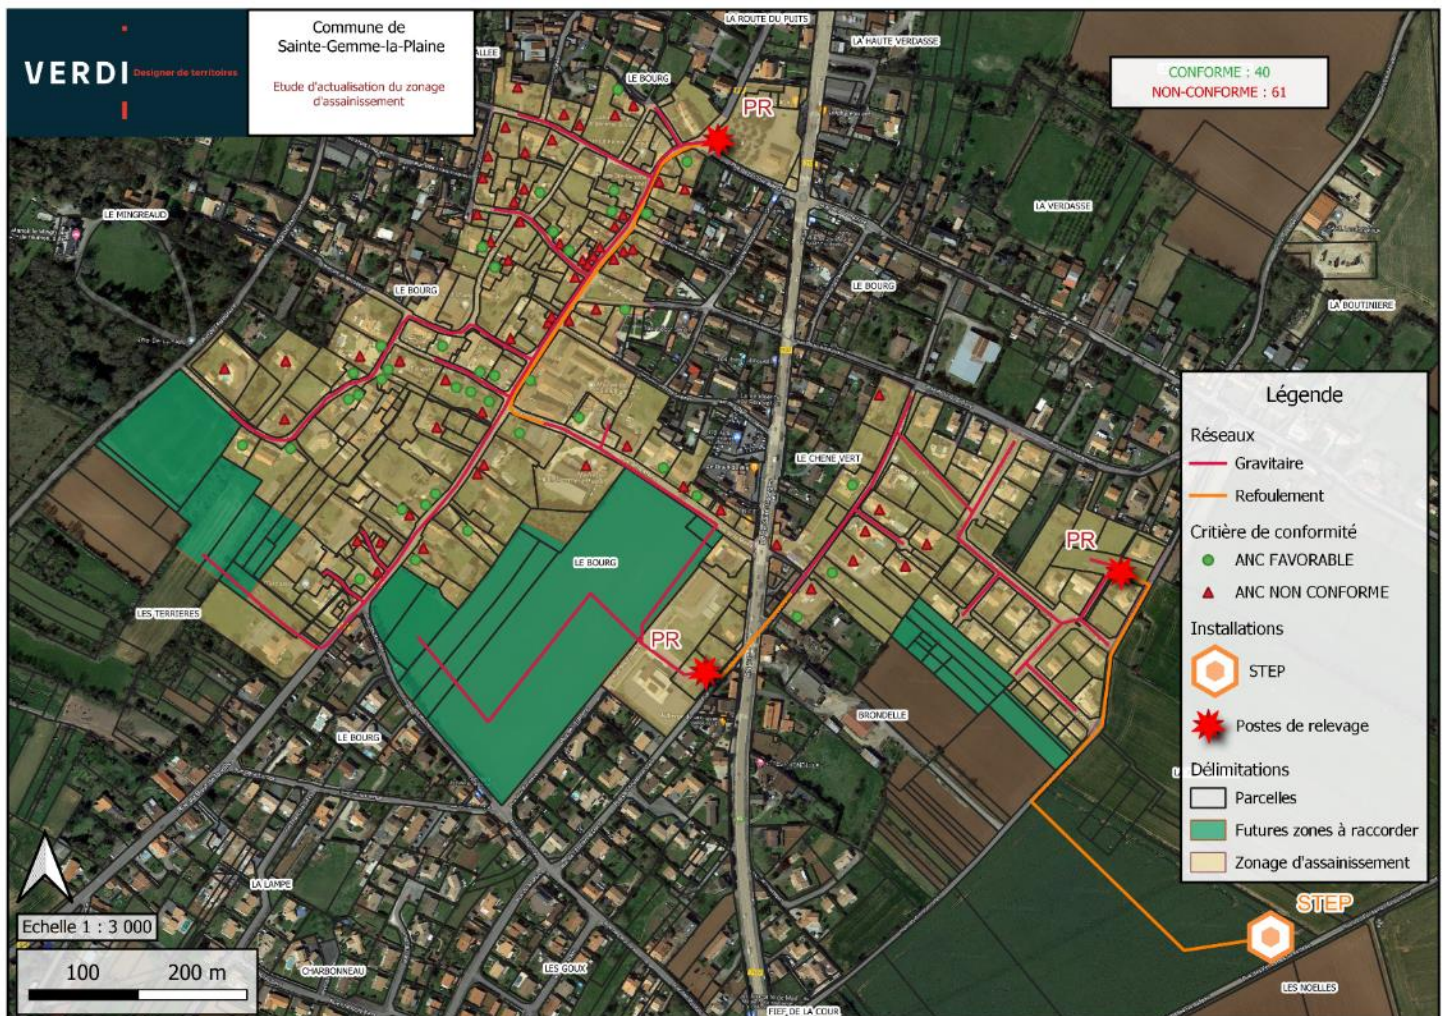 VERDI Designer de territoires
Commune de
Sainte-Gemme-la-Plaine
Etude d'actualisation du zonage
d'assainissement
CONFORME : 40
NON-CONFORME : 61
LA ROUTE DU PUITS
LA HAUTE VERDASSE
LE BOURG
PR
LE MINGREAUD
LA VERDASSE
LE BOURG
LE BOURG
LA BOUTINIERE
LE CHENE VERT
PR
LE BOURG
LES TERRIERES
PR
BRONDELLE
LE BOURG
LA LAMPE
CHARBONNEAU
LES GOUX
FIEF DE LA COUR
STEP
LES NOELLES
Légende
Réseaux
Gravitaire
Refoulement
Critère de conformité
ANC FAVORABLE
ANC NON CONFORME
Installations
STEP
Postes de relevage
Délimitations
Parcelles
Futures zones à raccorder
Zonage d'assainissement
Echelle 1 : 3 000
100 200 m